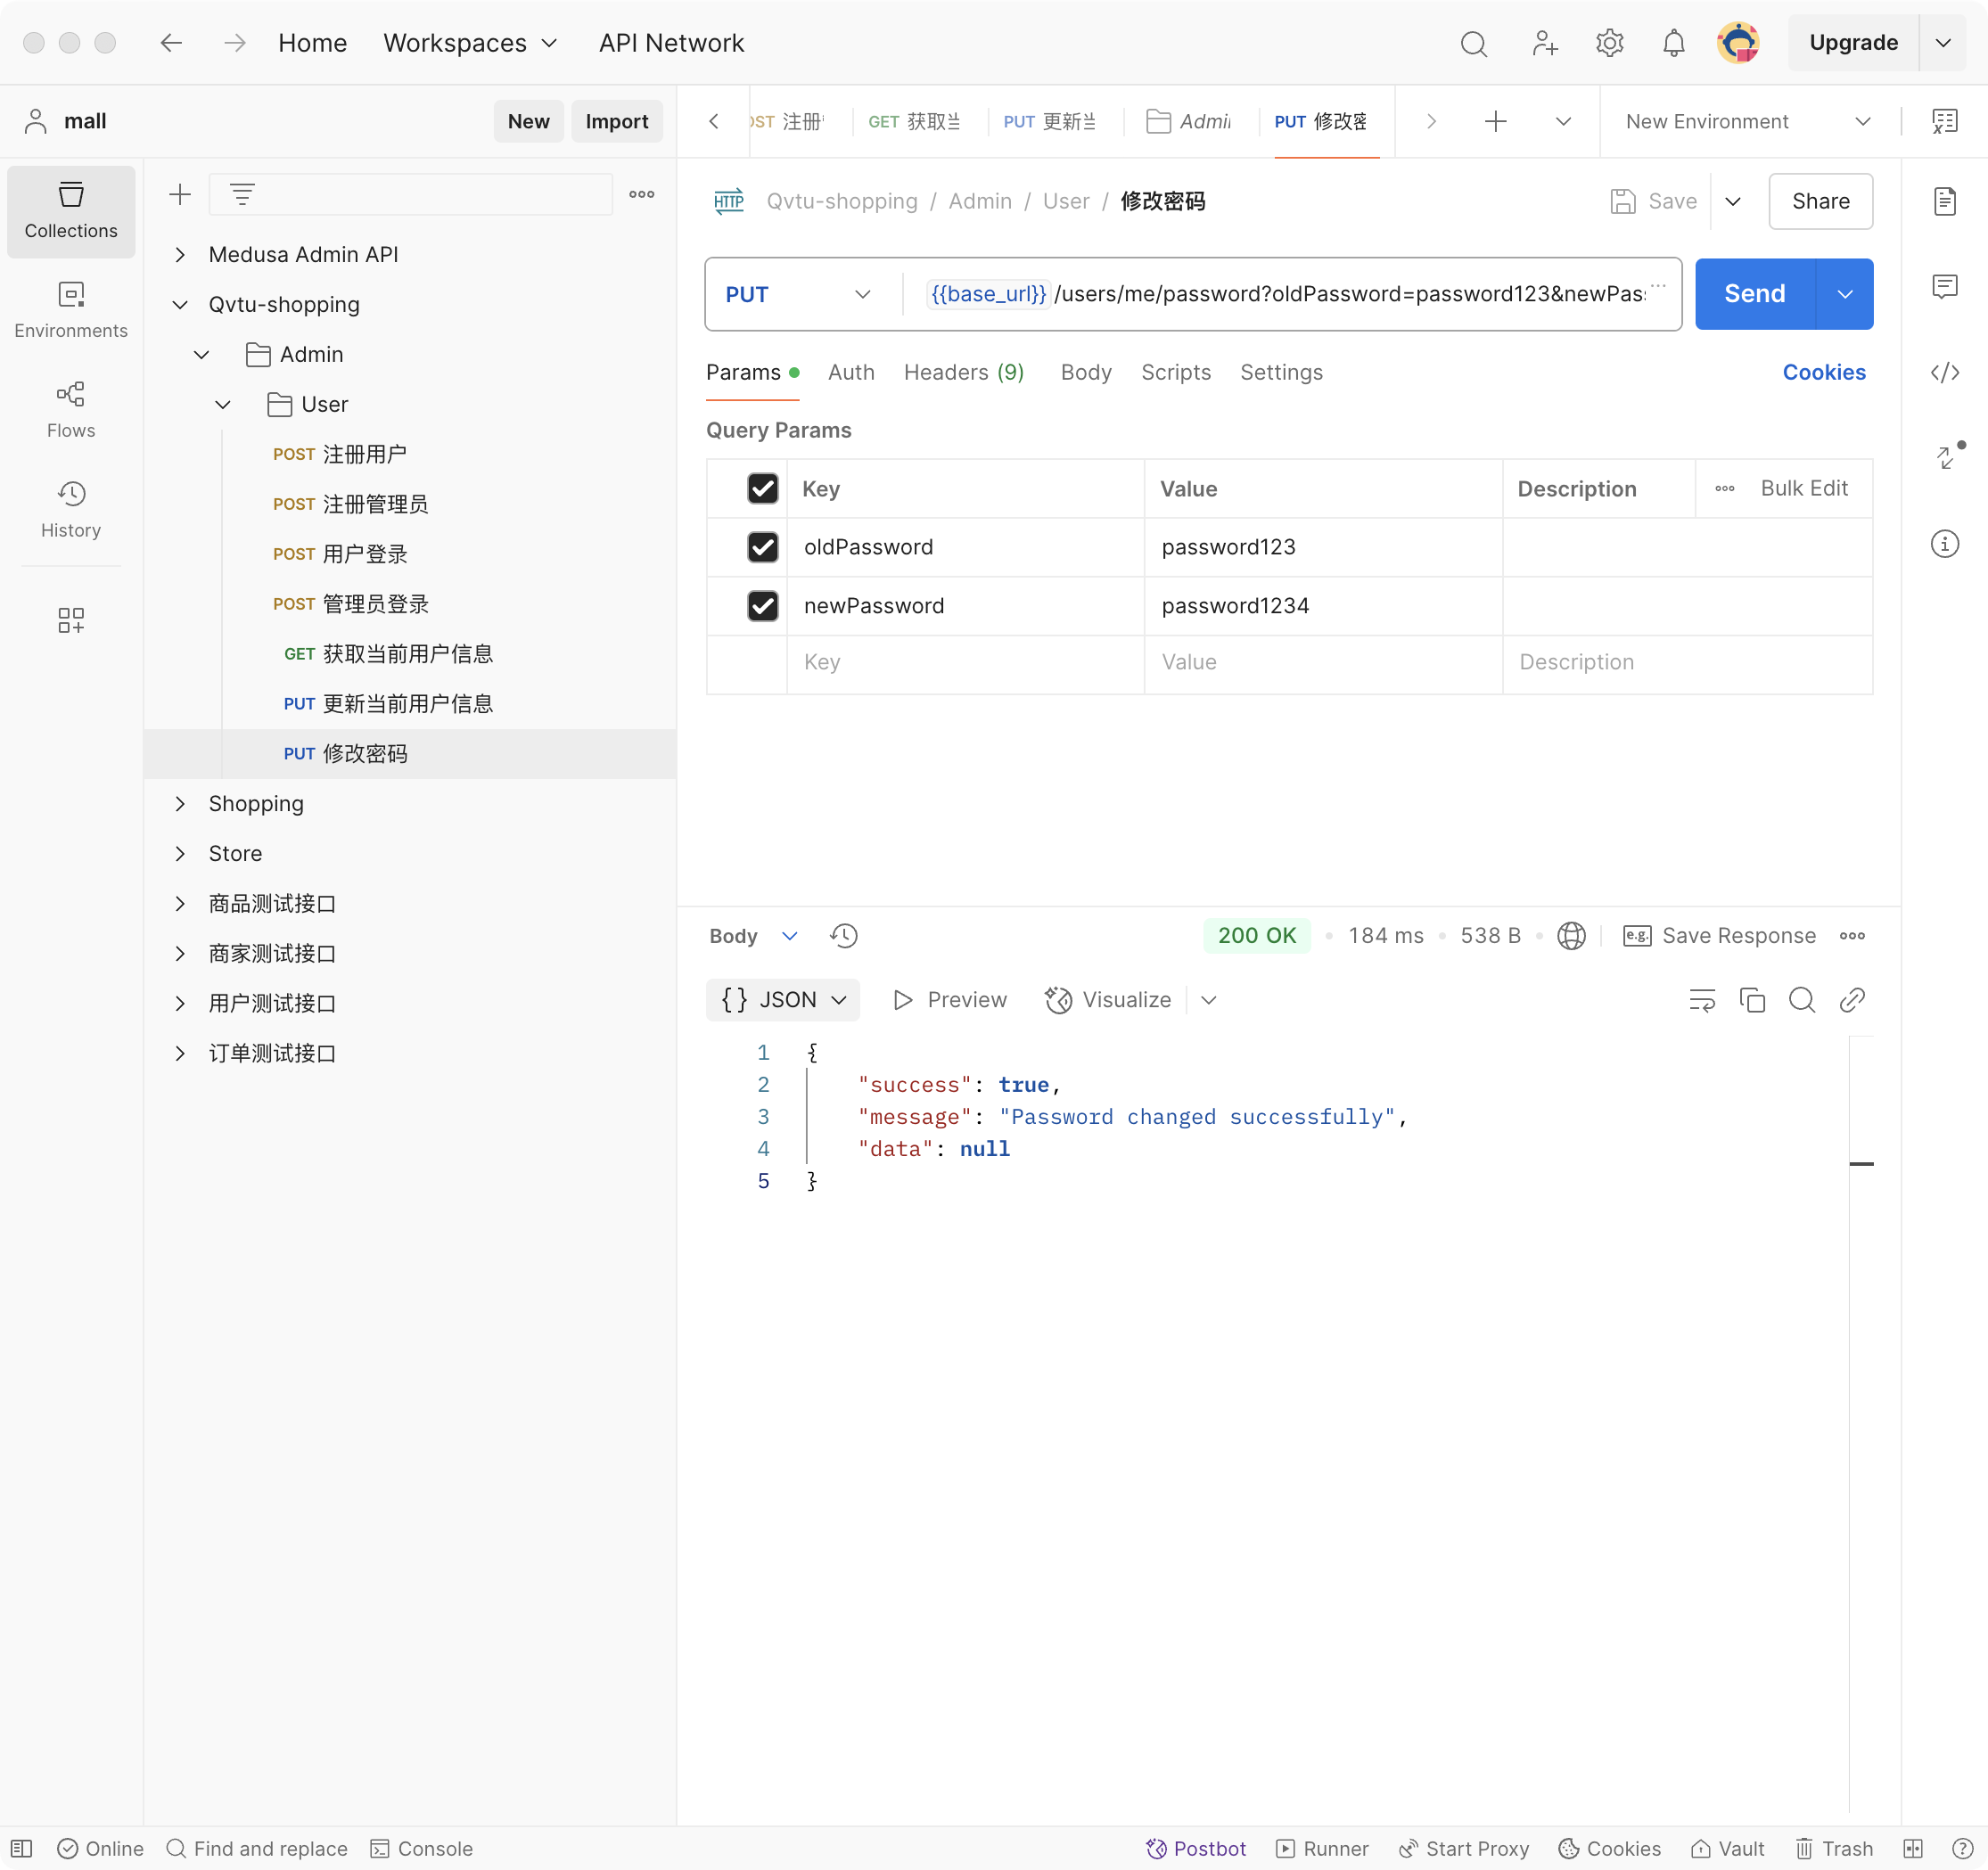 Home Workspaces API Network Upgrade
mall New Import
OST 注册 GET 获取当 PUT 更新当 Admi PUT 修改密 New Environment
Collections
Environments
Flows
History
Medusa Admin API
Qvtu-shopping
Admin
User
POST 注册用户
POST 注册管理员
POST 用户登录
POST 管理员登录
GET 获取当前用户信息
PUT 更新当前用户信息
PUT 修改密码
Shopping
Store
商品测试接口
商家测试接口
用户测试接口
订单测试接口
HTTP Qvtu-shopping / Admin / User / 修改密码 Save Share
PUT {{base_url}}/users/me/password?oldPassword=password123&newPas: ... Send
Params Auth Headers (9) Body Scripts Settings Cookies
Query Params
Key Value Description Bulk Edit
oldPassword password123
newPassword password1234
Key Value Description
Body 200 OK 184 ms 538 B e.g. Save Response
{} JSON Preview Visualize
1 {
2 "success": true,
3 "message": "Password changed successfully",
4 "data": null
5 }
Online Find and replace Console Postbot Runner Start Proxy Cookies Vault Trash